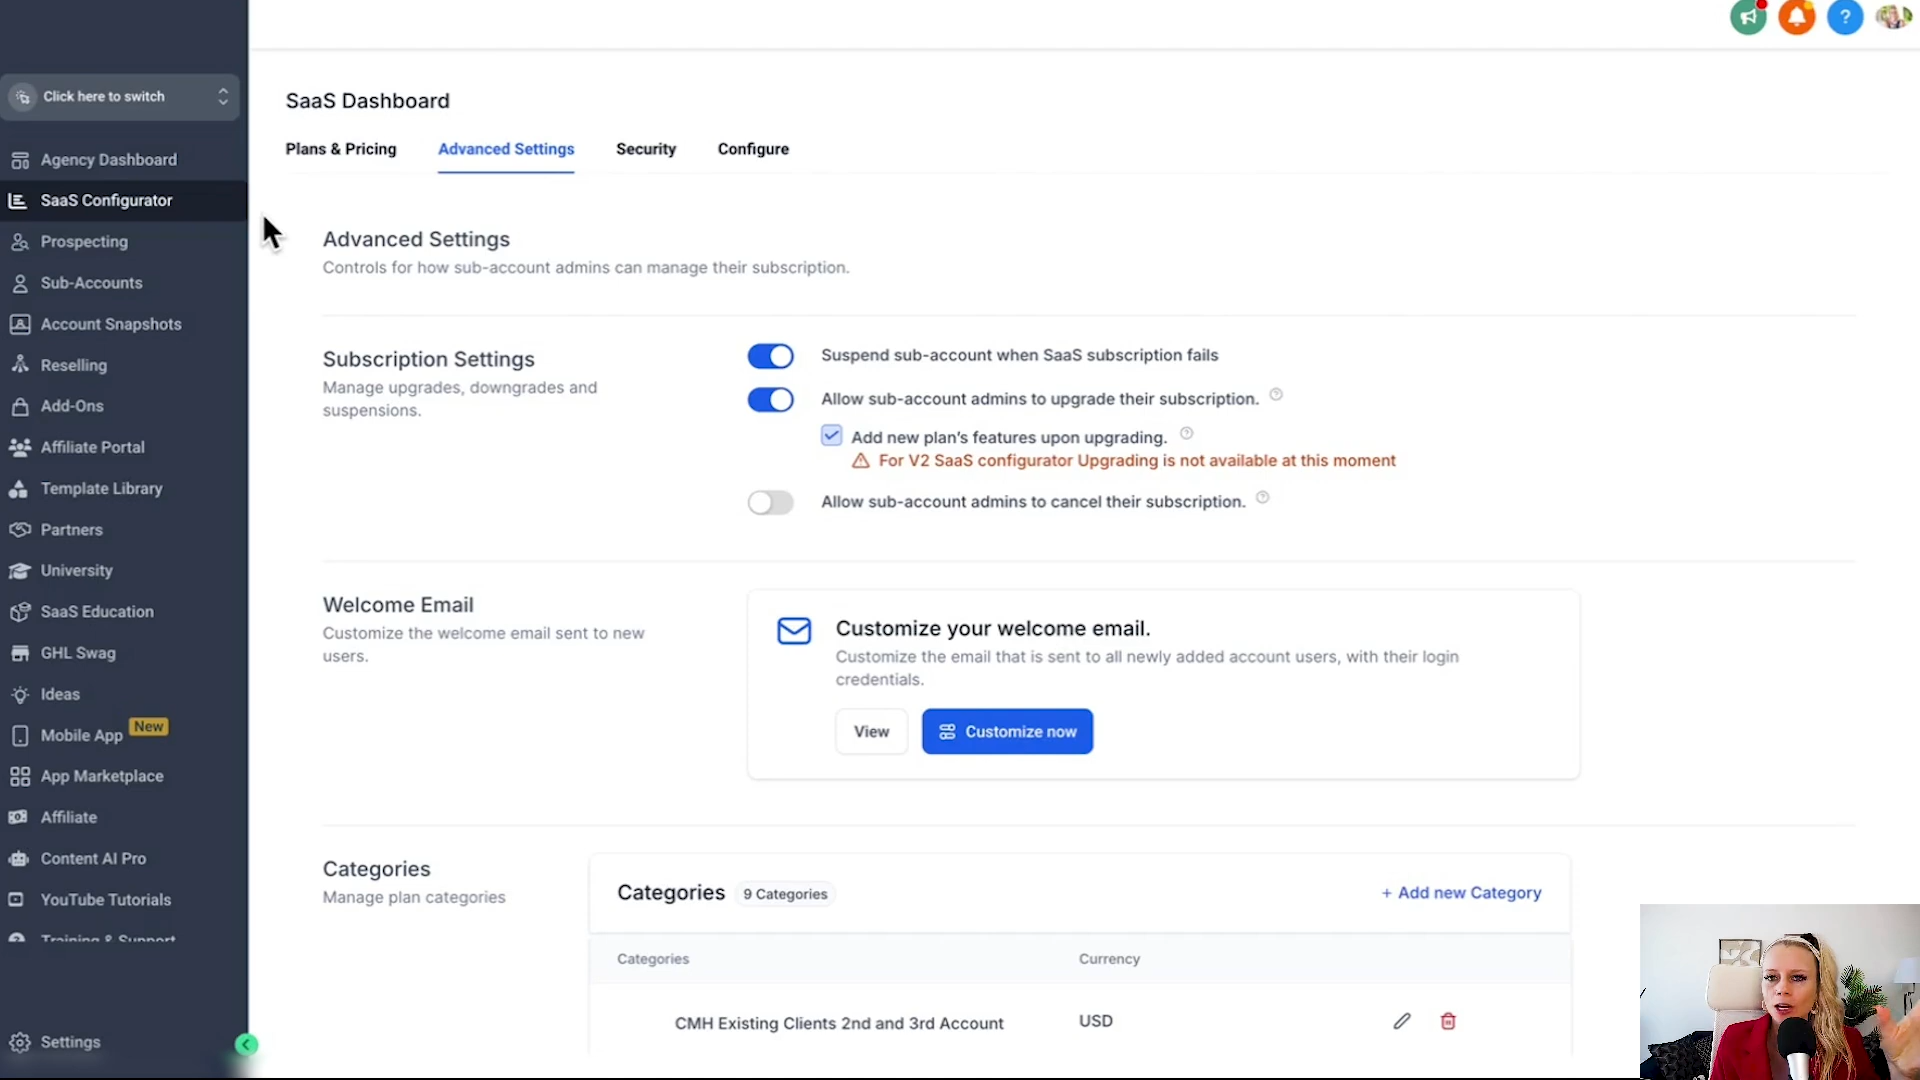 Click here to switch
Agency Dashboard
SaaS Configurator
Prospecting
Sub-Accounts
Account Snapshots
Reselling
Add-Ons
Affiliate Portal
Template Library
Partners
University
SaaS Education
GHL Swag
Ideas
Mobile App New
App Marketplace
Affiliate
Content AI Pro
YouTube Tutorials
Training & Support
Settings
?
SaaS Dashboard
Plans & Pricing Advanced Settings Security Configure
Advanced Settings
Controls for how sub-account admins can manage their subscription.
Subscription Settings
Manage upgrades, downgrades and
suspensions.
Suspend sub-account when SaaS subscription fails
Allow sub-account admins to upgrade their subscription.
Add new plan's features upon upgrading.
For V2 SaaS configurator Upgrading is not available at this moment
Allow sub-account admins to cancel their subscription.
Welcome Email
Customize the welcome email sent to new
users.
Customize your welcome email.
Customize the email that is sent to all newly added account users, with their login
credentials.
View Customize now
Categories
Manage plan categories
Categories 9 Categories + Add new Category
Categories Currency
CMH Existing Clients 2nd and 3rd Account USD